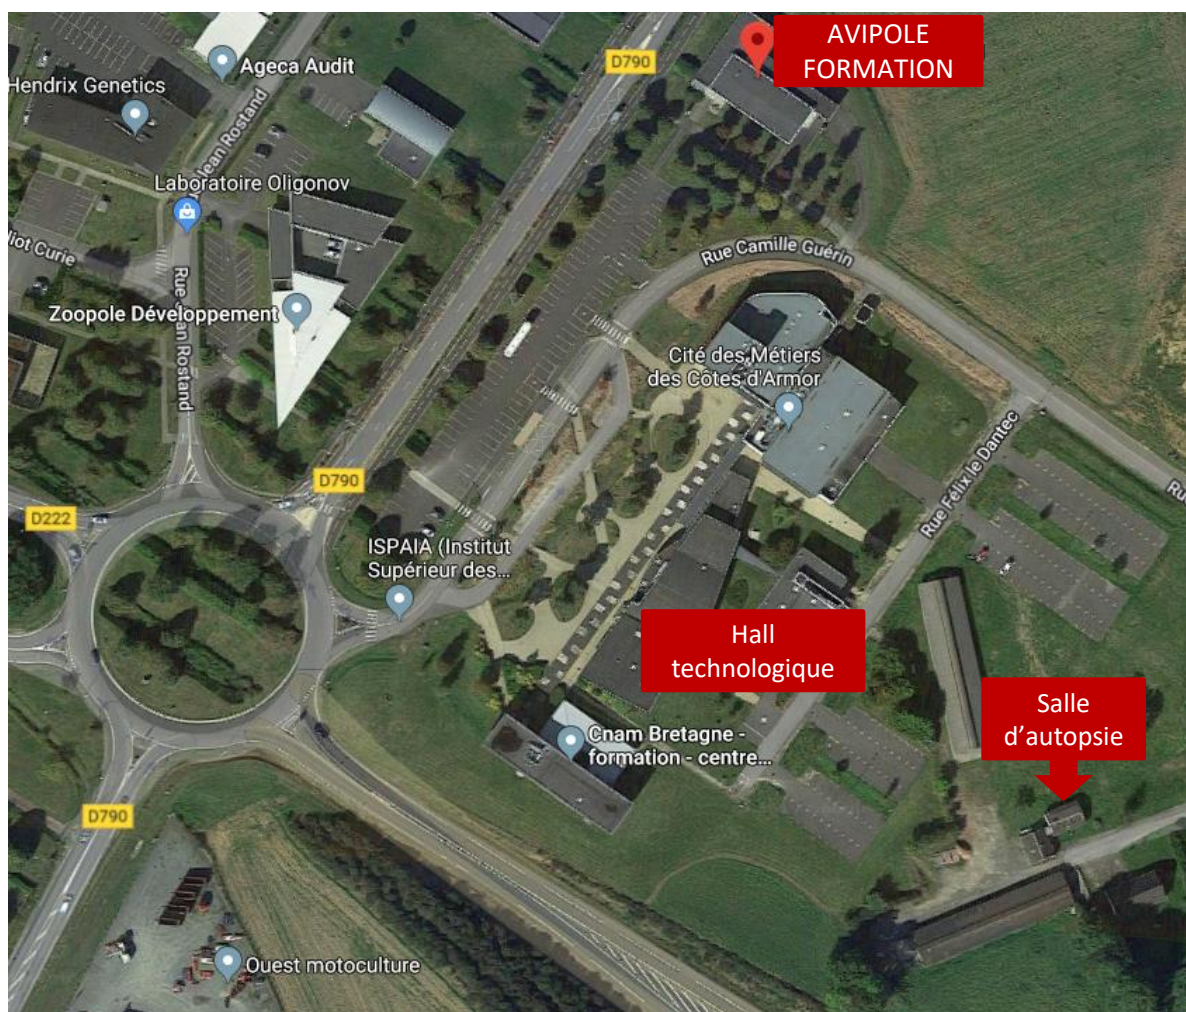 AVIPOLE
FORMATION
D790
Ageca Audit
Hendrix Genetics
Jean Rostand
Laboratoire Oligonov
liot Curie
Rue Camille Guérin
Rue Jean Rostand
Zoopole Développement
Cité des Métiers
des Côtes d'Armor
D790
D222
Rue Félix le Dantec
Ru
ISPAIA (Institut
Supérieur des...
Hall
technologique
Salle
d'autopsie
Cnam Bretagne -
formation - centre...
D790
Ouest motoculture